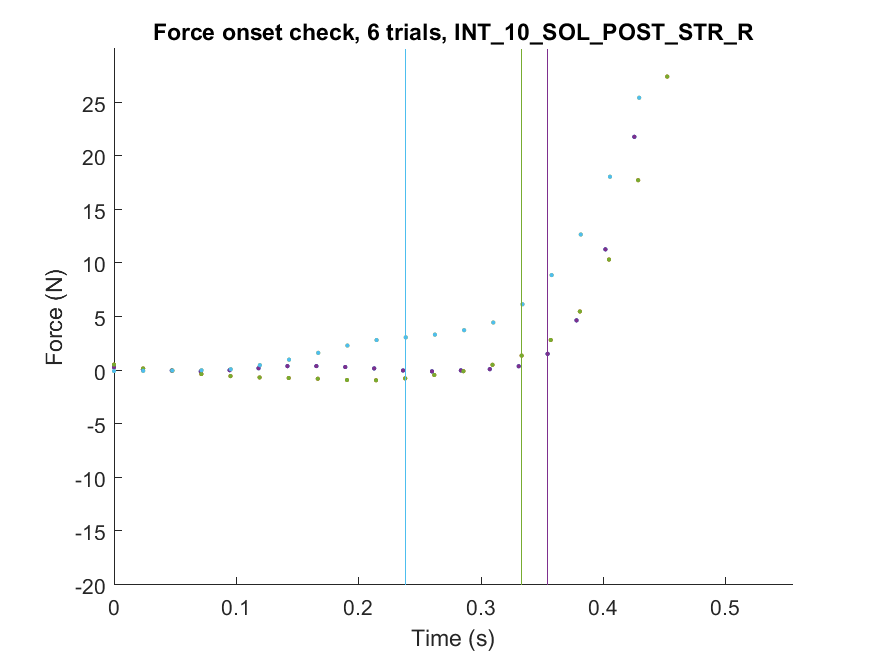 Force onset check, 6 trials, INT_10_SOL_POST_STR_R
Force (N)
25
20
15
10
5
0
-5
-10
-15
-20
0 0.1 0.2 0.3 0.4 0.5
Time (s)